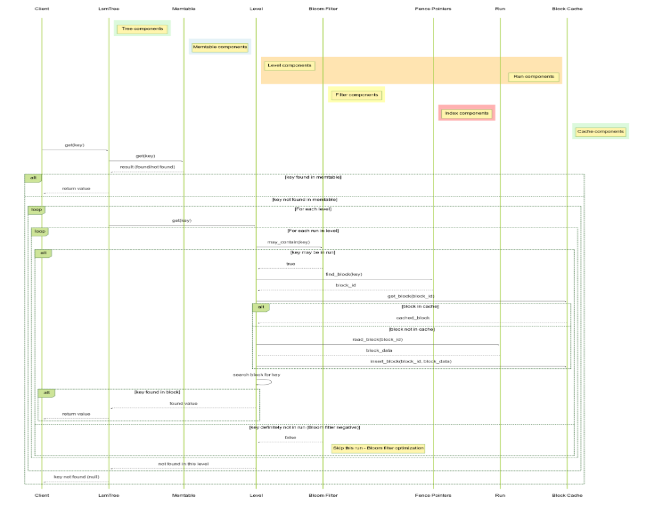 Client LsmTree Memtable Level Bloom Filter Fence Pointers Run Block Cache
Tree components
Memtable components
Level components
Run components
Filter components
Index components
Cache components
get(key)
get(key)
result (found/not found)
alt [key found in memtable]
return value
[key not found in memtable]
loop [For each level]
get(key)
loop [For each run in level]
may_contain(key)
alt [key may be in run]
true
find_block(key)
block_id
get_block(block_id)
alt [block in cache]
cached_block
[block not in cache]
read_block(block_id)
block_data
insert_block(block_id, block_data)
search block for key
alt [key found in block]
found value
return value
[key definitely not in run (Bloom filter negative)]
false
Skip this run - Bloom filter optimization
not found in this level
key not found (null)
Client LsmTree Memtable Level Bloom Filter Fence Pointers Run Block Cache